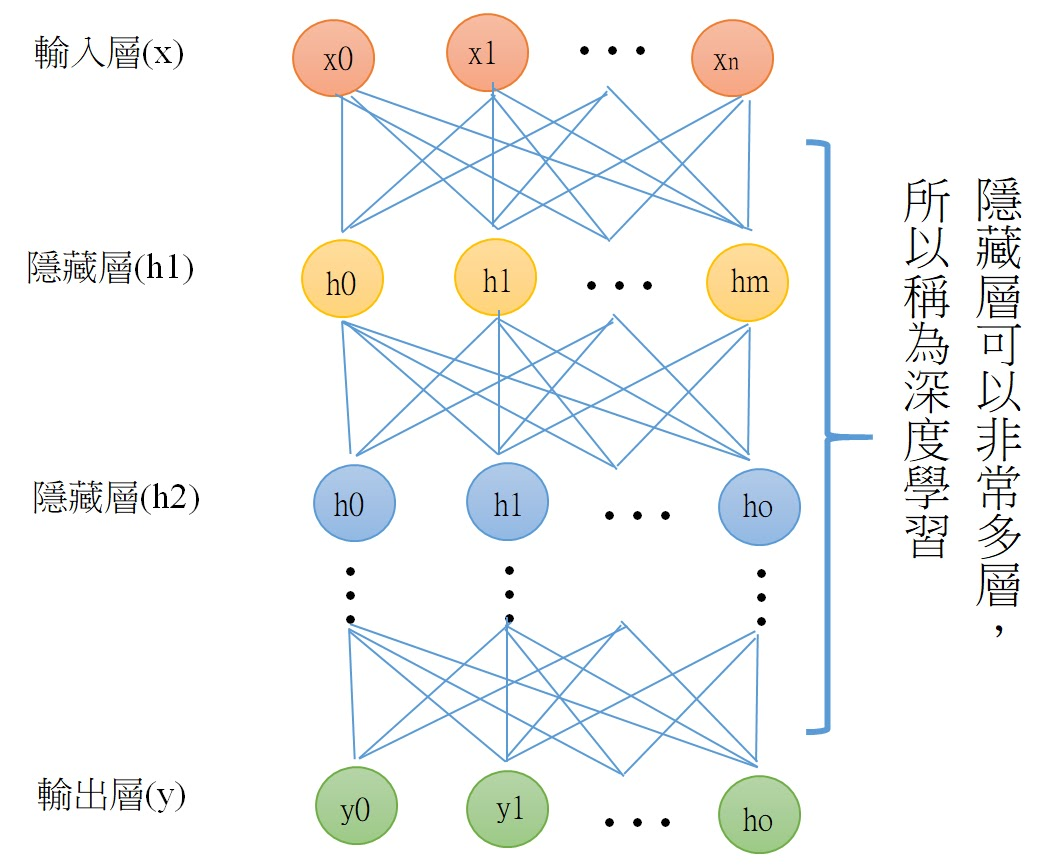 輸入層(x)
x0 x1 ••• xn
隱藏層(h1)
h0 h1 ••• hm
隱藏層(h2)
h0 h1 ••• ho
輸出層(y)
y0 y1 ••• ho
隱藏層可以非常多層，
所以稱為深度學習